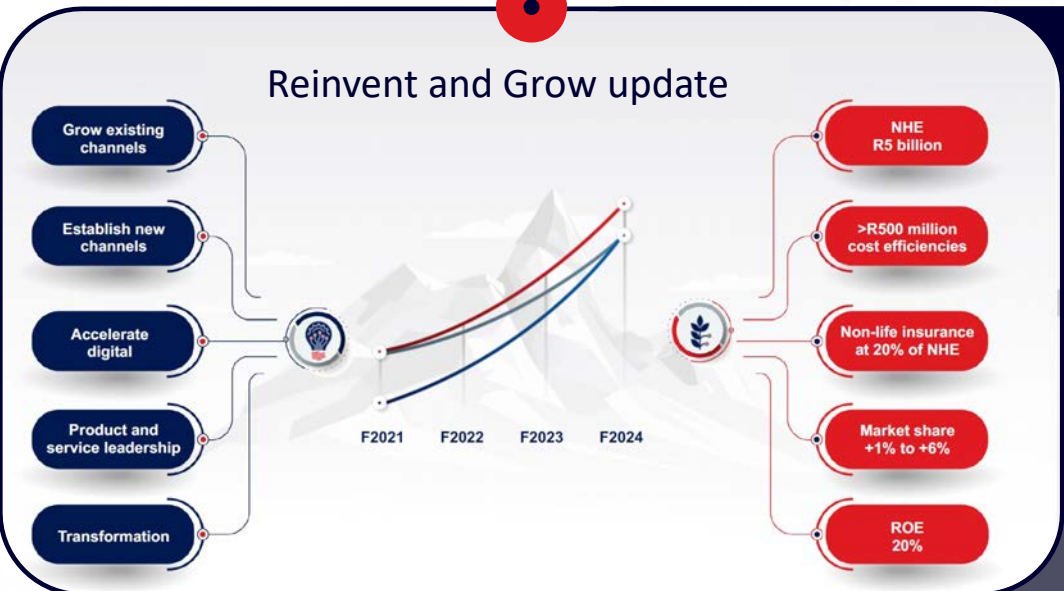 Reinvent and Grow update
Grow existing
channels
Establish new
channels
Accelerate
digital
Product and
service leadership
Transformation
F2021 F2022 F2023 F2024
NHE
R5 billion
>R500 million
cost efficiencies
Non-life insurance
at 20% of NHE
Market share
+1% to +6%
ROE
20%